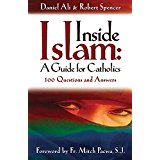 Daniel Ali & Robert Spencer
Inside
Islam:
A Guide for Catholics
100 Questions and Answers
Foreword by Fr. Mitch Pacwa, S.J.